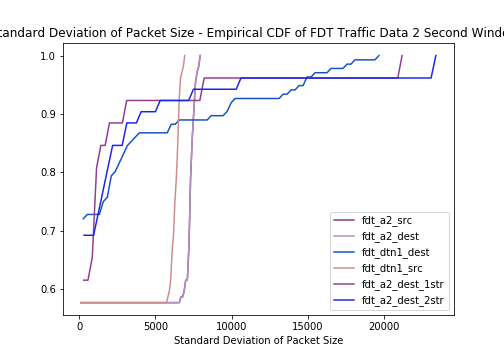 tandard Deviation of Packet Size - Empirical CDF of FDT Traffic Data 2 Second Windo
1.0
0.9
0.8
0.7
0.6
0
5000
10000
15000
20000
fdt_a2_src
fdt_a2_dest
fdt_dtn1_dest
fdt_dtn1_src
fdt_a2_dest_1str
fdt_a2_dest_2str
Standard Deviation of Packet Size